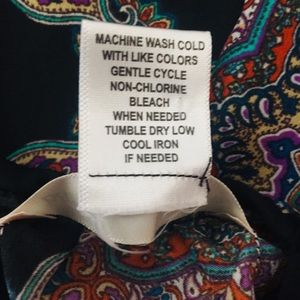 MACHINE WASH COLD
WITH LIKE COLORS
GENTLE CYCLE
NON-CHLORINE
BLEACH
WHEN NEEDED
TUMBLE DRY LOW
COOL IRON
IF NEEDED